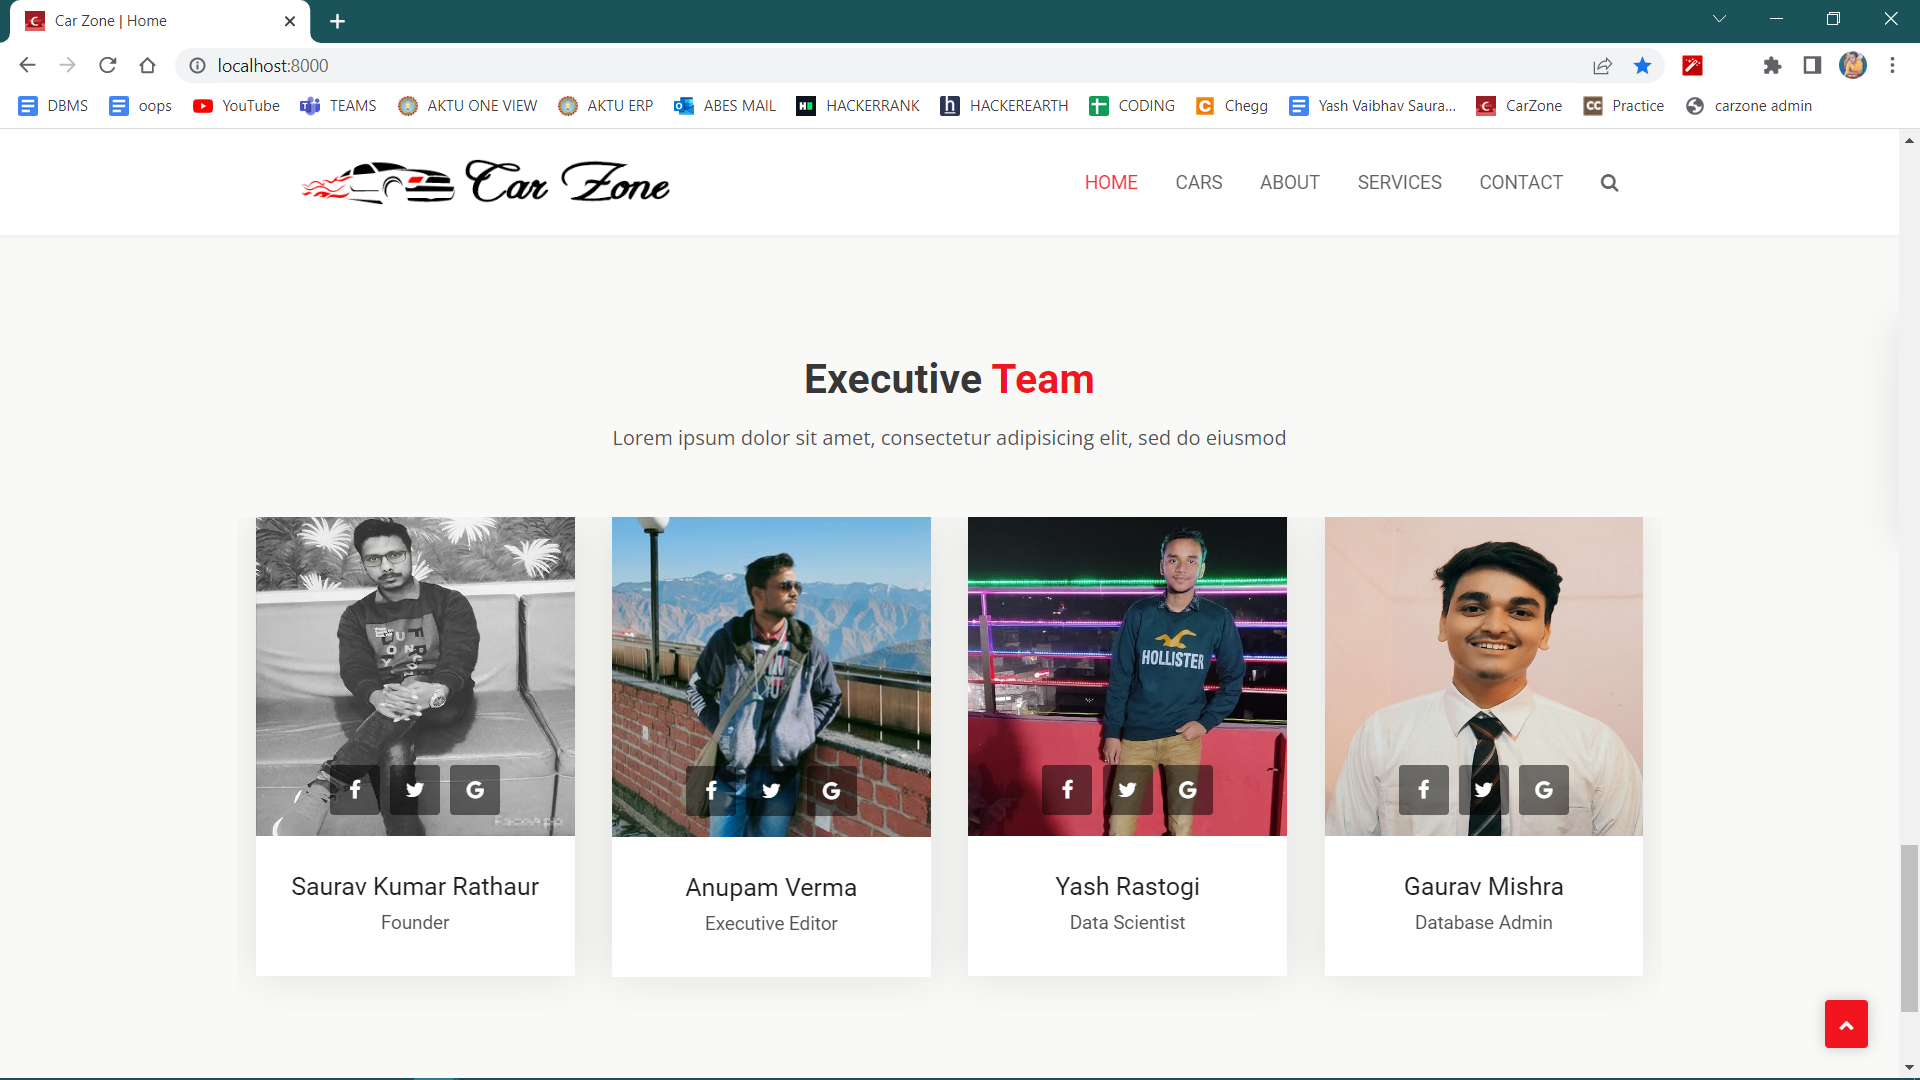 Car Zone | Home
localhost:8000
DBMS oops YouTube TEAMS AKTU ONE VIEW AKTU ERP ABES MAIL HACKERRANK HACKEREARTH CODING Chegg Yash Vaibhav Saura... CarZone Practice carzone admin
Car Zone HOME CARS ABOUT SERVICES CONTACT
Executive Team
Lorem ipsum dolor sit amet, consectetur adipisicing elit, sed do eiusmod
HOLLISTER
FaceApp
Saurav Kumar Rathaur
Founder
Anupam Verma
Executive Editor
Yash Rastogi
Data Scientist
Gaurav Mishra
Database Admin